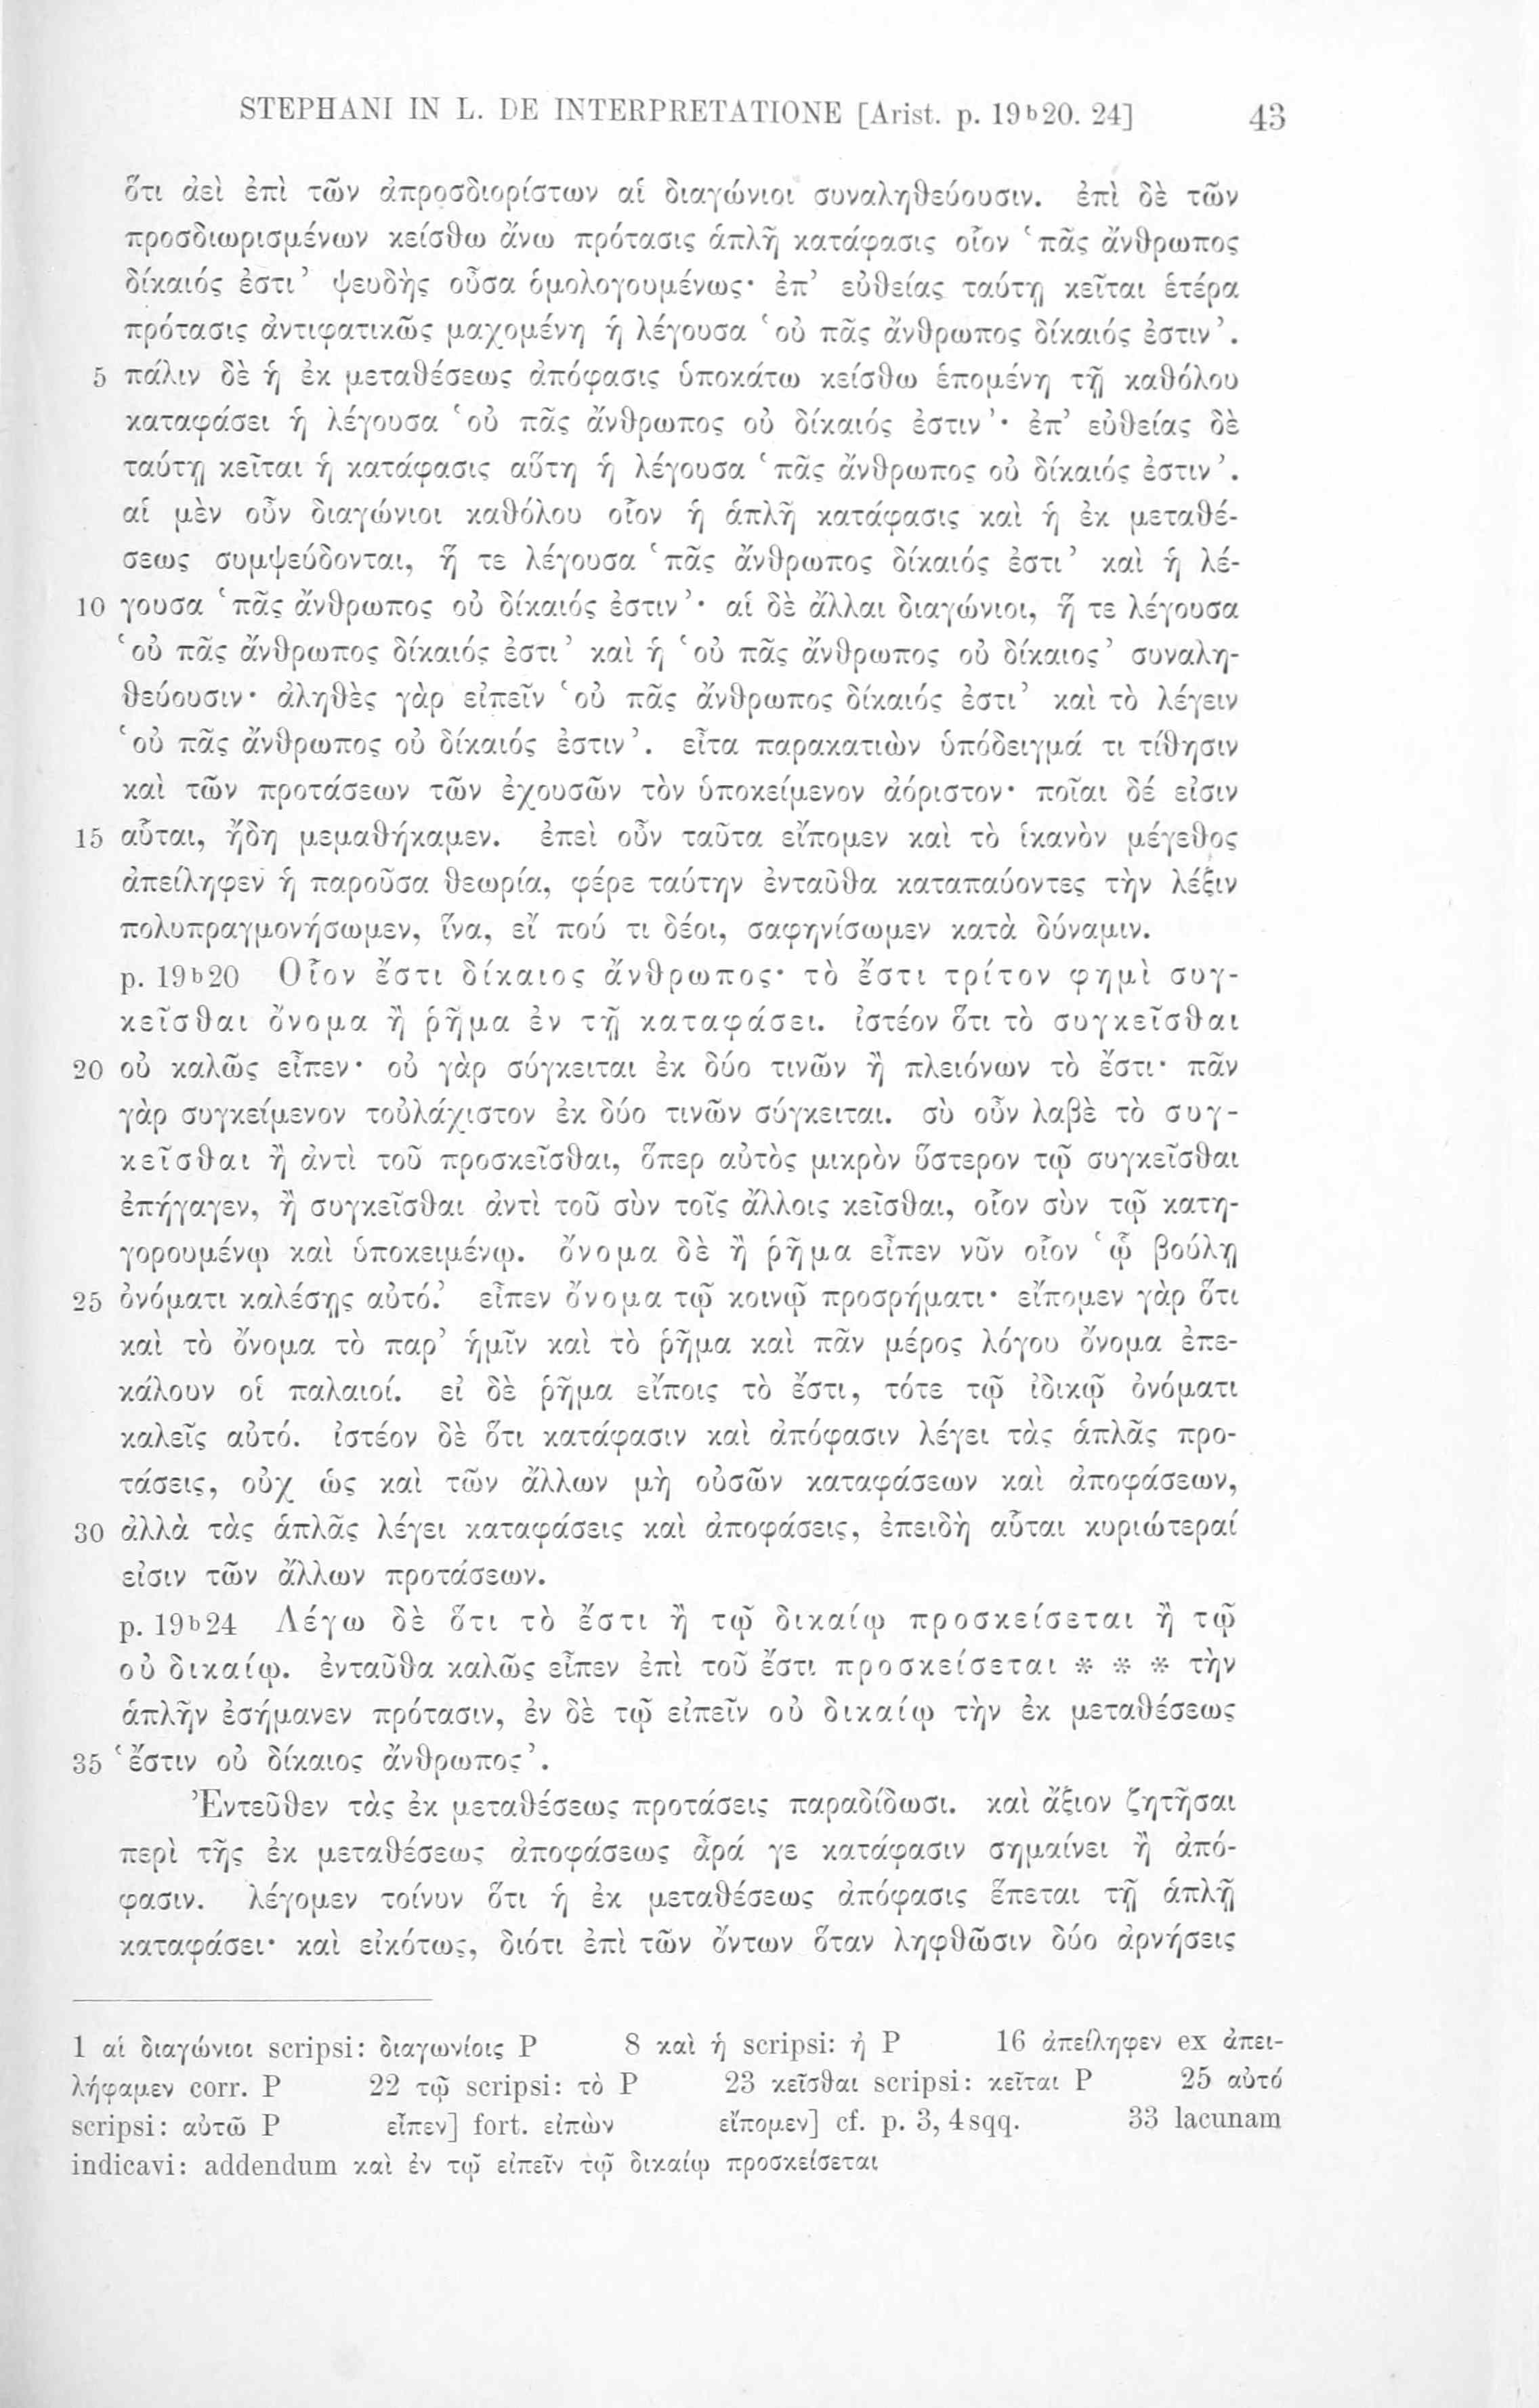 STEPHANI IN L. DE INTERPRETATIONE [Arist. p. 19ᵇ20. 24] 43
ὅτι ἀεὶ ἐπὶ τῶν ἀπροσδιορίστων αἱ διαγώνιοι συναληθεύουσιν. ἐπὶ δὲ τῶν
προσδιωρισμένων κείσθω ἄνω πρότασις ἁπλῆ κατάφασις οἷον ‘πᾶς ἄνθρωπος
δίκαιός ἐστι’ ψευδὴς οὖσα ὁμολογουμένως· ἐπ’ εὐθείας ταύτῃ κεῖται ἑτέρα
πρότασις ἀντιφατικῶς μαχομένη ἡ λέγουσα ‘οὐ πᾶς ἄνθρωπος δίκαιός ἐστιν’.
5 πάλιν δὲ ἡ ἐκ μεταθέσεως ἀπόφασις ὑποκάτω κείσθω ἑπομένη τῇ καθόλου
καταφάσει ἡ λέγουσα ‘οὐ πᾶς ἄνθρωπος οὐ δίκαιός ἐστιν’· ἐπ’ εὐθείας δὲ
ταύτῃ κεῖται ἡ κατάφασις αὕτη ἡ λέγουσα ‘πᾶς ἄνθρωπος οὐ δίκαιός ἐστιν’.
αἱ μὲν οὖν διαγώνιοι καθόλου οἷον ἡ ἁπλῆ κατάφασις καὶ ἡ ἐκ μεταθέ-
σεως συμψεύδονται, ἥ τε λέγουσα ‘πᾶς ἄνθρωπος δίκαιός ἐστι’ καὶ ἡ λέ-
10 γουσα ‘πᾶς ἄνθρωπος οὐ δίκαιός ἐστιν’· αἱ δὲ ἄλλαι διαγώνιοι, ἥ τε λέγουσα
‘οὐ πᾶς ἄνθρωπος δίκαιός ἐστι’ καὶ ἡ ‘οὐ πᾶς ἄνθρωπος οὐ δίκαιος’ συναλη-
θεύουσιν· ἀληθὲς γὰρ εἰπεῖν ‘οὐ πᾶς ἄνθρωπος δίκαιός ἐστι’ καὶ τὸ λέγειν
‘οὐ πᾶς ἄνθρωπος οὐ δίκαιός ἐστιν’. εἶτα παρακατιὼν ὑπόδειγμά τι τίθησιν
καὶ τῶν προτάσεων τῶν ἐχουσῶν τὸν ὑποκείμενον ἀόριστον· ποῖαι δέ εἰσιν
15 αὗται, ἤδη μεμαθήκαμεν. ἐπεὶ οὖν ταῦτα εἴπομεν καὶ τὸ ἱκανὸν μέγεθος
ἀπείληφεν ἡ παροῦσα θεωρία, φέρε ταύτην ἐνταῦθα καταπαύοντες τὴν λέξιν
πολυπραγμονήσωμεν, ἵνα, εἴ πού τι δέοι, σαφηνίσωμεν κατὰ δύναμιν.
p. 19ᵇ20 Οἷον ἔστι δίκαιος ἄνθρωπος· τὸ ἔστι τρίτον φημὶ συγ-
κεῖσθαι ὄνομα ἢ ῥῆμα ἐν τῇ καταφάσει. ἰστέον ὅτι τὸ συγκεῖσθαι
20 οὐ καλῶς εἶπεν· οὐ γὰρ σύγκειται ἐκ δύο τινῶν ἢ πλειόνων τὸ ἔστι· πᾶν
γὰρ συγκείμενον τοὐλάχιστον ἐκ δύο τινῶν σύγκειται. σὺ οὖν λαβὲ τὸ συγ-
κεῖσθαι ἢ ἀντὶ τοῦ προσκεῖσθαι, ὅπερ αὐτὸς μικρὸν ὕστερον τῷ συγκεῖσθαι
ἐπήγαγεν, ἢ συγκεῖσθαι ἀντὶ τοῦ σὺν τοῖς ἄλλοις κεῖσθαι, οἷον σὺν τῷ κατη-
γορουμένῳ καὶ ὑποκειμένῳ. ὄνομα δὲ ἢ ῥῆμα εἶπεν νῦν οἷον ‘ᾧ βούλῃ
25 ὀνόματι καλέσῃς αὐτό.’ εἶπεν ὄνομα τῷ κοινῷ προσρήματι· εἴπομεν γὰρ ὅτι
καὶ τὸ ὄνομα τὸ παρ’ ἡμῖν καὶ τὸ ῥῆμα καὶ πᾶν μέρος λόγου ὄνομα ἐπε-
κάλουν οἱ παλαιοί. εἰ δὲ ῥῆμα εἴποις τὸ ἔστι, τότε τῷ ἰδικῷ ὀνόματι
καλεῖς αὐτό. ἰστέον δὲ ὅτι κατάφασιν καὶ ἀπόφασιν λέγει τὰς ἁπλᾶς προ-
τάσεις, οὐχ ὡς καὶ τῶν ἄλλων μὴ οὐσῶν καταφάσεων καὶ ἀποφάσεων,
30 ἀλλὰ τὰς ἁπλᾶς λέγει καταφάσεις καὶ ἀποφάσεις, ἐπειδὴ αὗται κυριώτεραί
εἰσιν τῶν ἄλλων προτάσεων.
p. 19ᵇ24 Λέγω δὲ ὅτι τὸ ἔστι ἢ τῷ δικαίῳ προσκείσεται ἢ τῷ
οὐ δικαίῳ. ἐνταῦθα καλῶς εἶπεν ἐπὶ τοῦ ἔστι προσκείσεται * * * τὴν
ἁπλῆν ἐσήμανεν πρότασιν, ἐν δὲ τῷ εἰπεῖν οὐ δικαίῳ τὴν ἐκ μεταθέσεως
35 ‘ἔστιν οὐ δίκαιος ἄνθρωπος’.
Ἐντεῦθεν τὰς ἐκ μεταθέσεως προτάσεις παραδίδωσι. καὶ ἄξιον ζητῆσαι
περὶ τῆς ἐκ μεταθέσεως ἀποφάσεως ἆρά γε κατάφασιν σημαίνει ἢ ἀπό-
φασιν. λέγομεν τοίνυν ὅτι ἡ ἐκ μεταθέσεως ἀπόφασις ἕπεται τῇ ἁπλῇ
καταφάσει· καὶ εἰκότως, διότι ἐπὶ τῶν ὄντων ὅταν ληφθῶσιν δύο ἀρνήσεις
1 αἱ διαγώνιοι scripsi: διαγωνίοις P 8 καὶ ἡ scripsi: ἡ P 16 ἀπείληφεν ex ἀπει-
λήφαμεν corr. P 22 τῷ scripsi: τὸ P 23 κεῖσθαι scripsi: κεῖται P 25 αὐτό
scripsi: αὐτῶ P εἶπεν] fort. εἰπὼν εἴπομεν] cf. p. 3, 4 sqq. 33 lacunam
indicavi: addendum καὶ ἐν τῷ εἰπεῖν τῷ δικαίῳ προσκείσεται